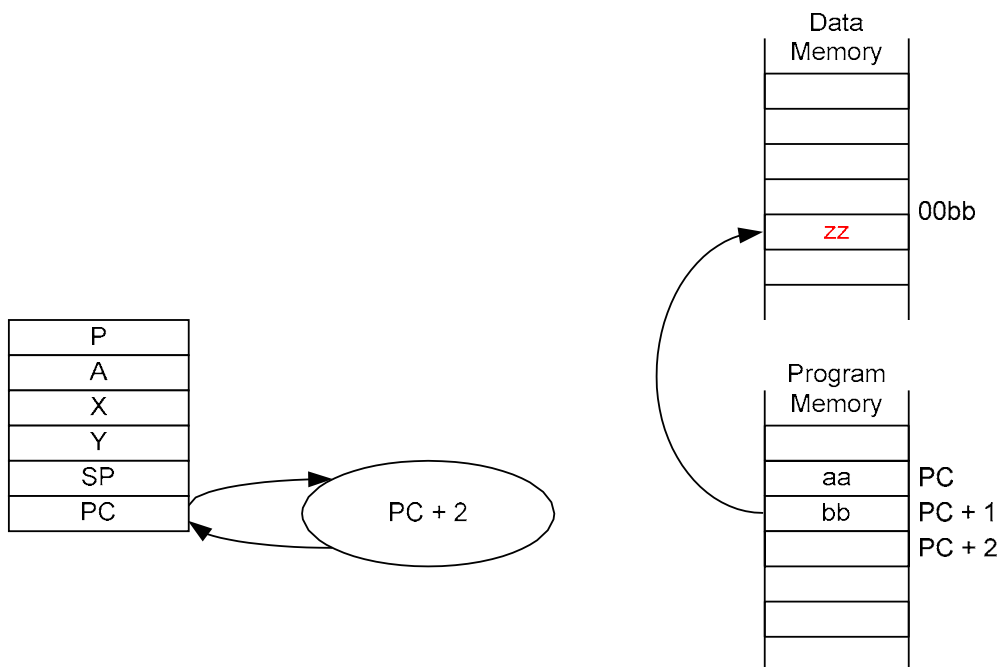 Data
Memory
00bb
zz
P
A
X
Y
SP
PC
PC + 2
Program
Memory
aa
PC
bb
PC + 1
PC + 2